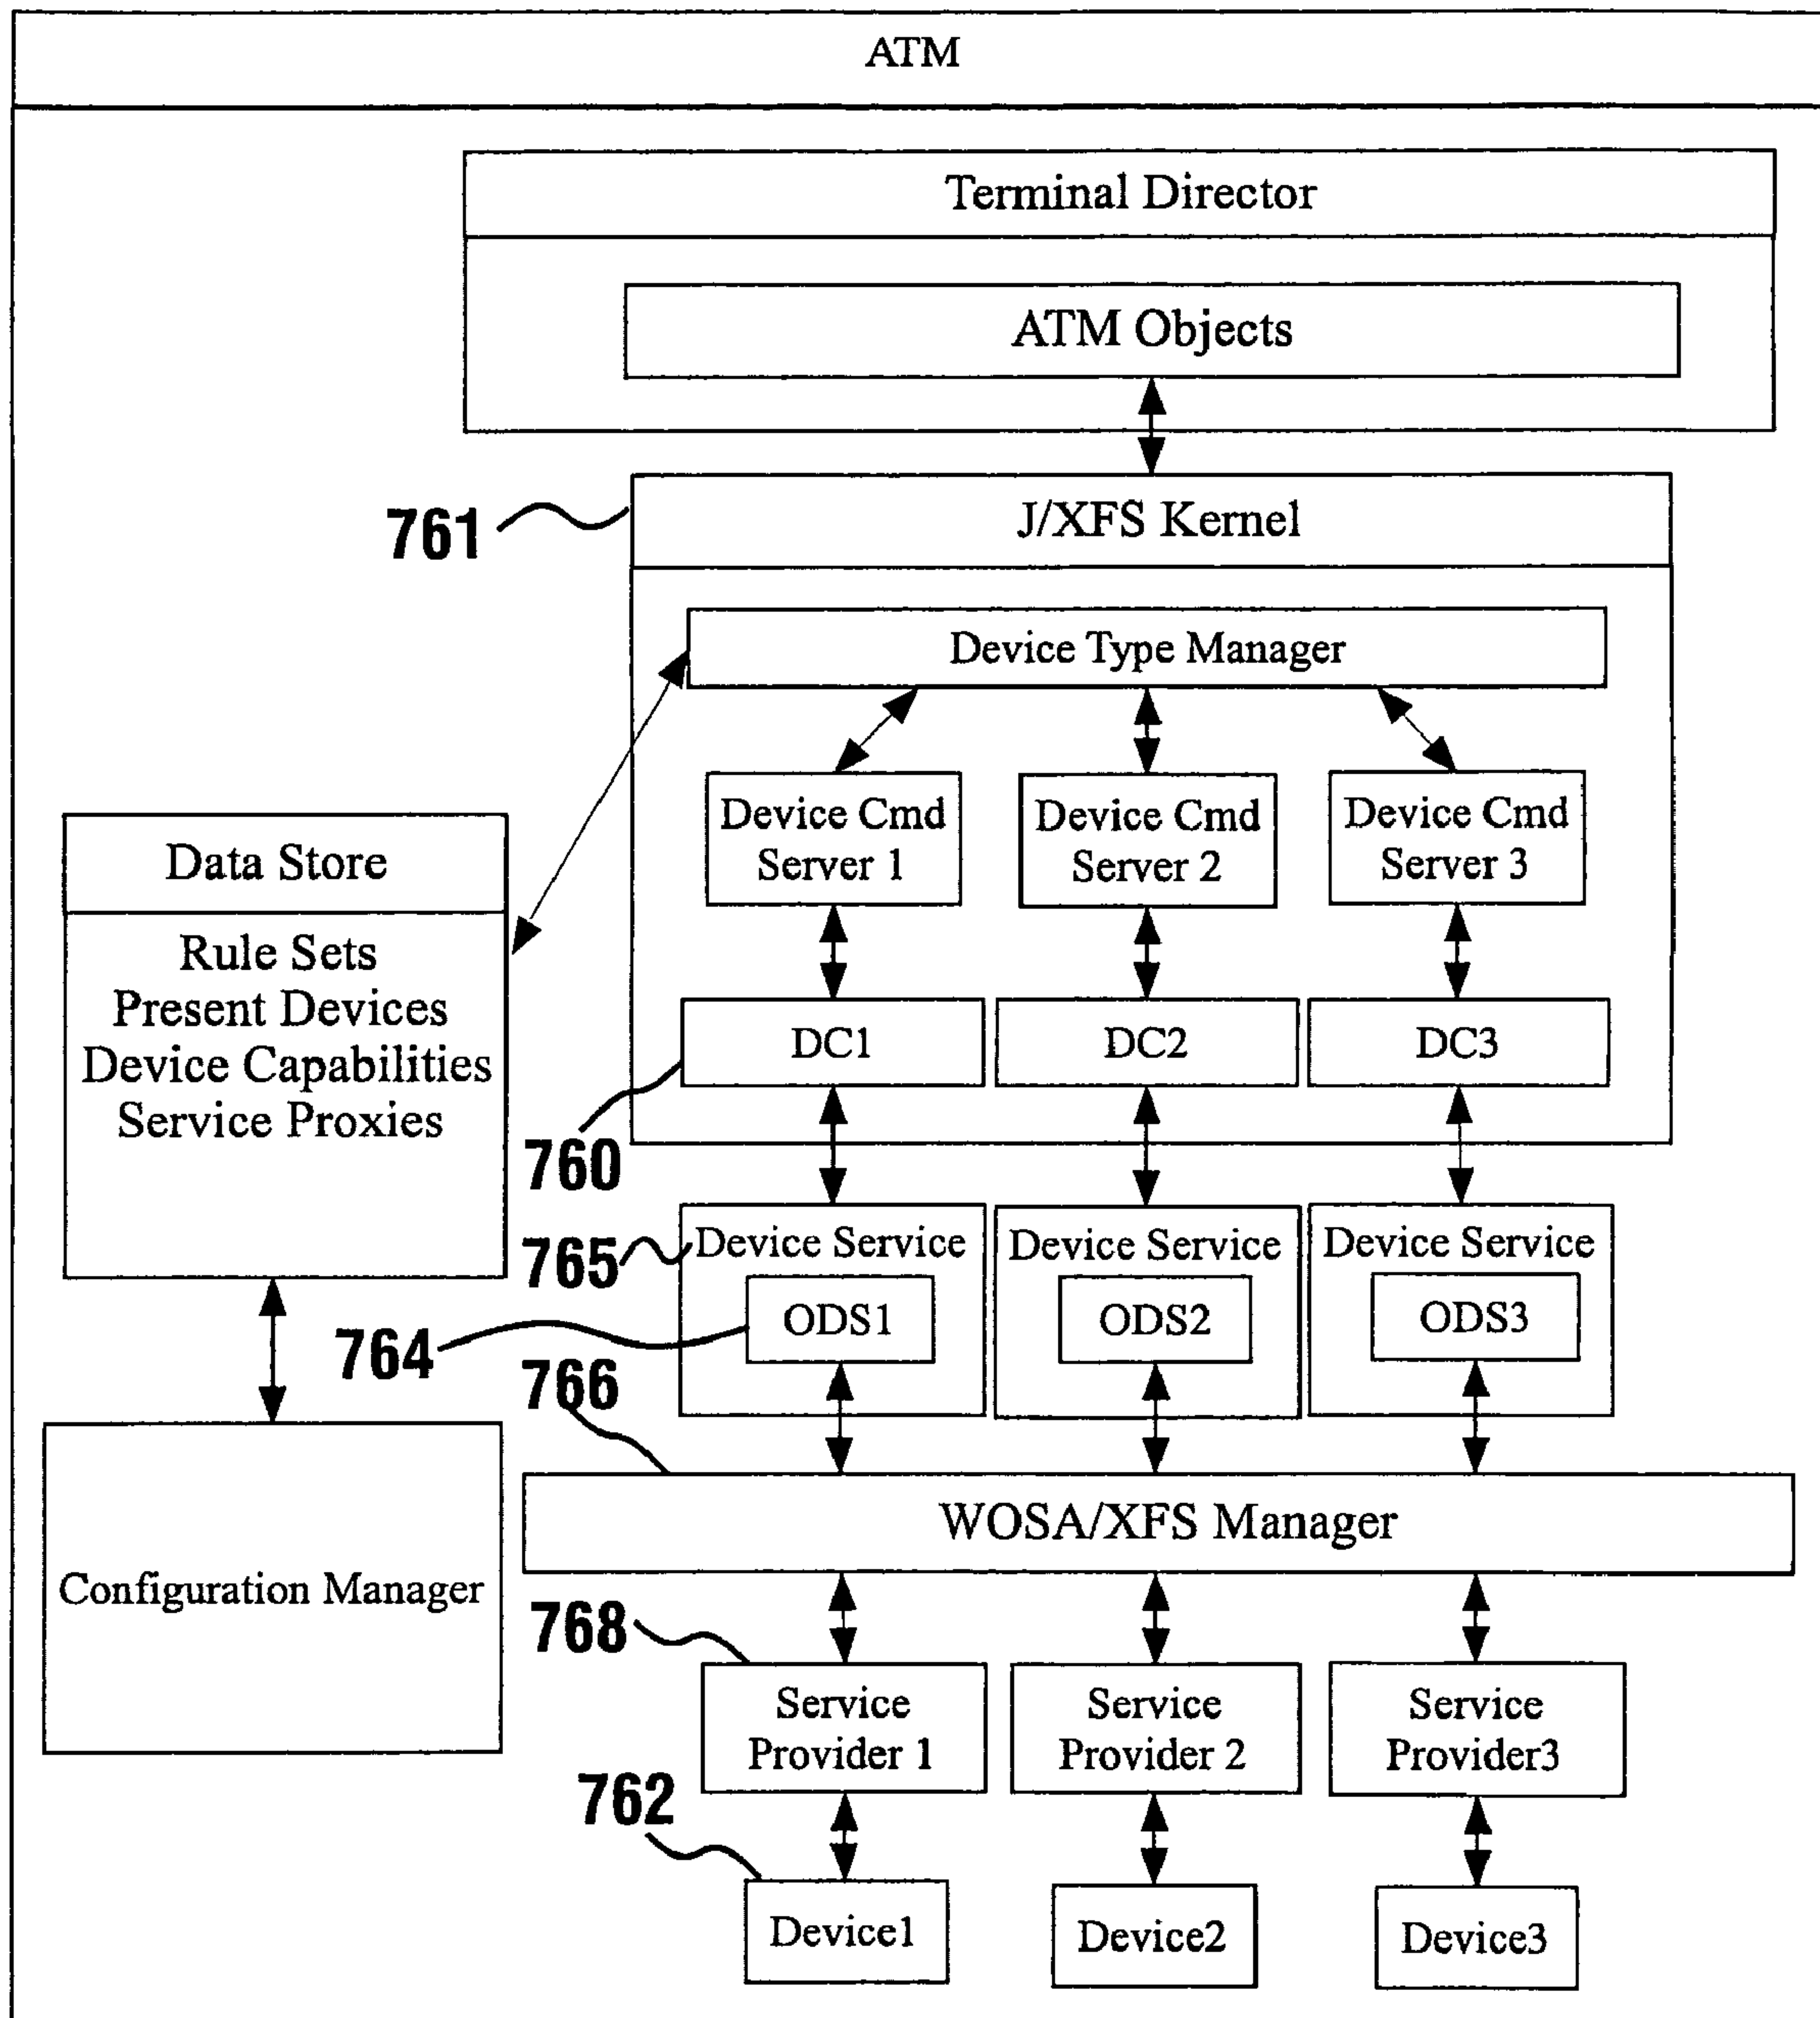 ATM
Terminal Director
ATM Objects
761
J/XFS Kernel
Device Type Manager
Device Cmd
Server 1
Device Cmd
Server 2
Device Cmd
Server 3
Data Store
Rule Sets
Present Devices
Device Capabilities
Service Proxies
DC1
DC2
DC3
760
765
Device Service
ODS1
Device Service
ODS2
Device Service
ODS3
764
766
WOSA/XFS Manager
Configuration Manager
768
Service
Provider 1
Service
Provider 2
Service
Provider3
762
Device1
Device2
Device3